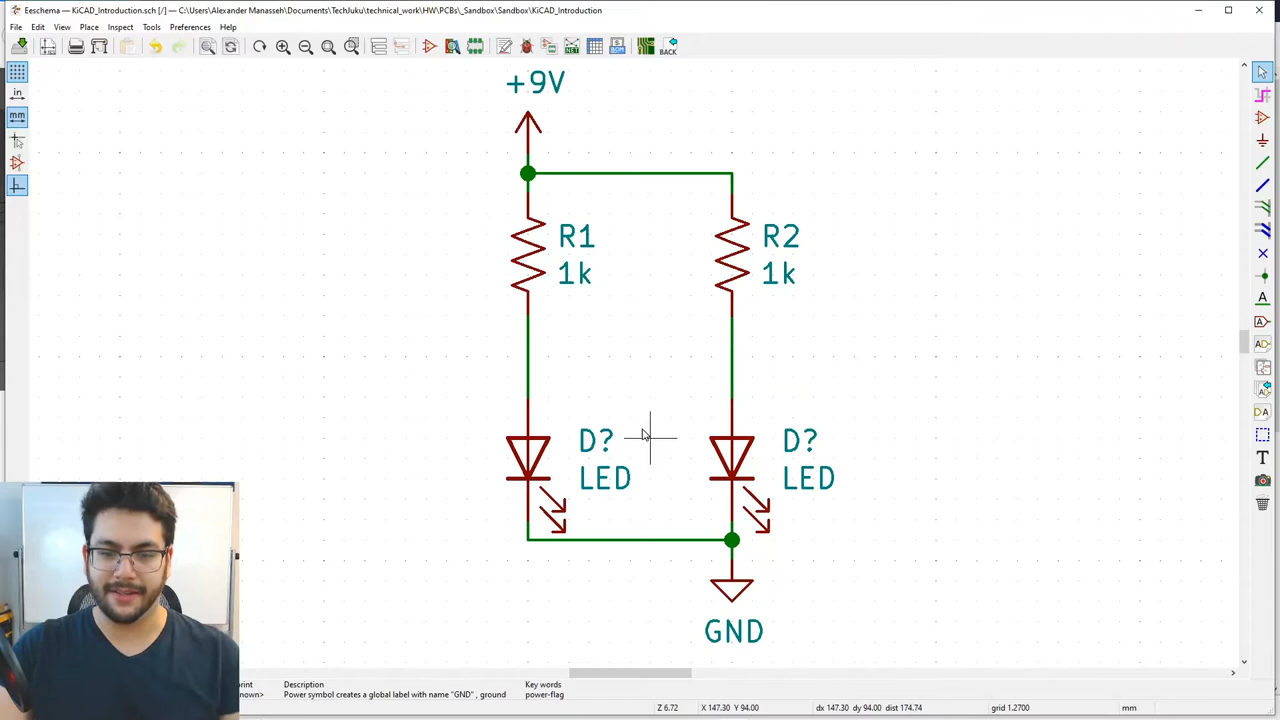 Eeschema — KiCAD_Introduction.sch [/] — C:\Users\Alexander Manasseh\Documents\TechJuku\technical_work\HW\PCBs\_Sandbox\Sandbox\KiCAD_Introduction
File Edit View Place Inspect Tools Preferences Help
BACK
in
mm
+9V
R1
1k
R2
1k
D?
LED
D?
LED
GND
Description
Key words
Power symbol creates a global label with name "GND" , ground
power-flag
Z 6.72
X 147.30 Y 94.00
dx 147.30 dy 94.00 dist 174.74
grid 1.2700
mm